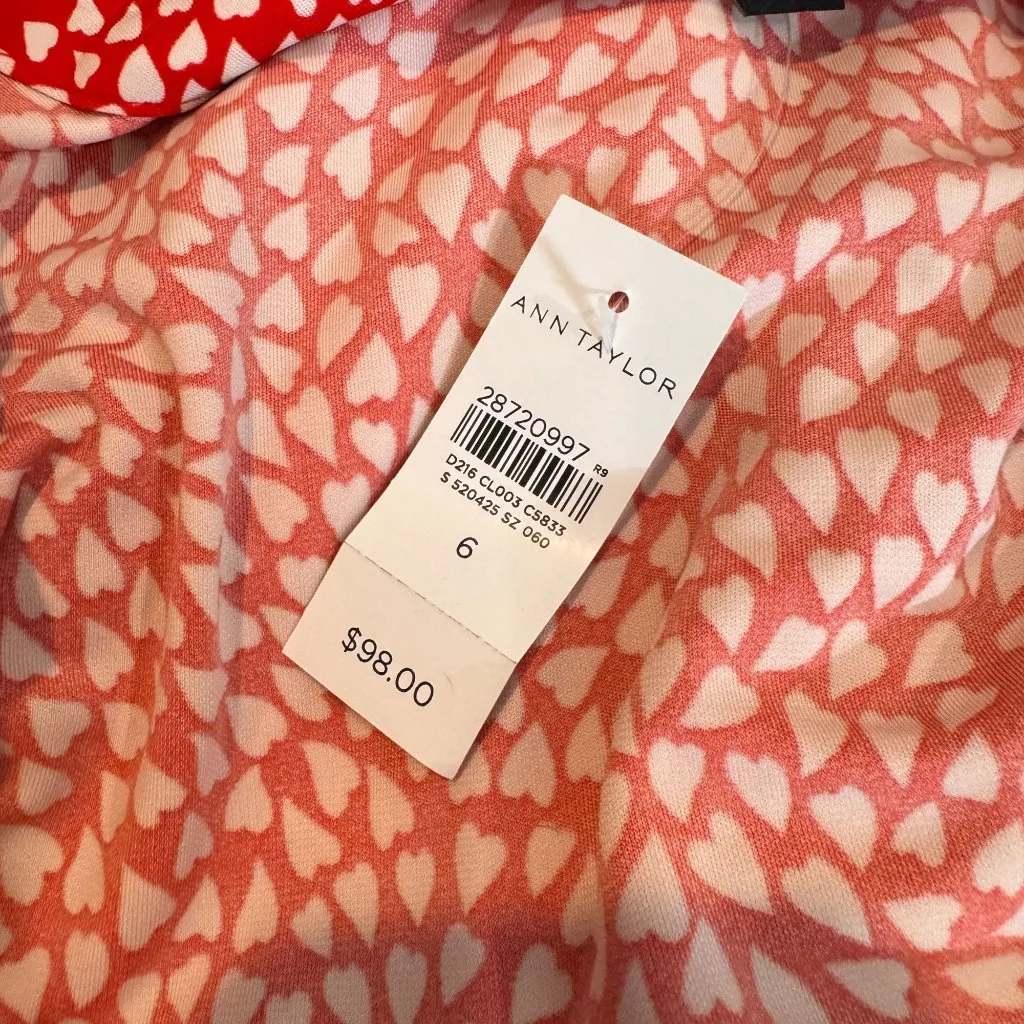 ANN TAYLOR
28720997 R9
D216 CL003 C5833
S 520425 SZ 060
6
$98.00